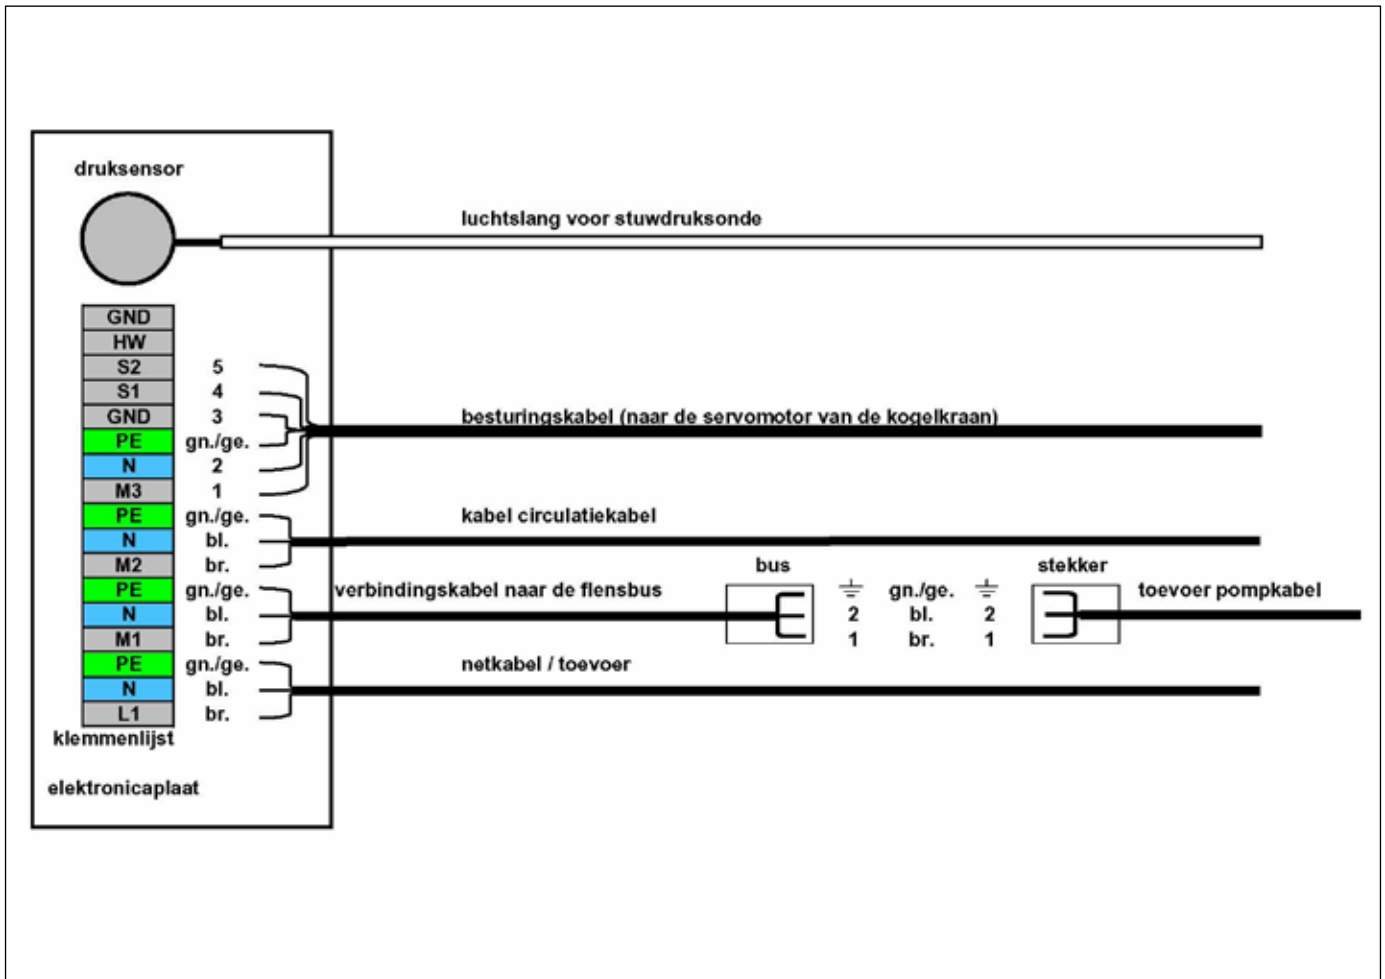 druksensor
luchtslang voor stuwdruksonde
GND
HW
S2 5
S1 4
GND 3 besturingskabel (naar de servomotor van de kogelkraan)
PE gn./ge.
N 2
M3 1
PE gn./ge. kabel circulatiekabel
N bl.
M2 br. bus stekker
PE gn./ge. verbindingskabel naar de flensbus gn./ge. toevoer pompkabel
N bl. 2 bl. 2
M1 br. 1 br. 1
PE gn./ge. netkabel / toevoer
N bl.
L1 br.
klemmenlijst
elektronicaplaat